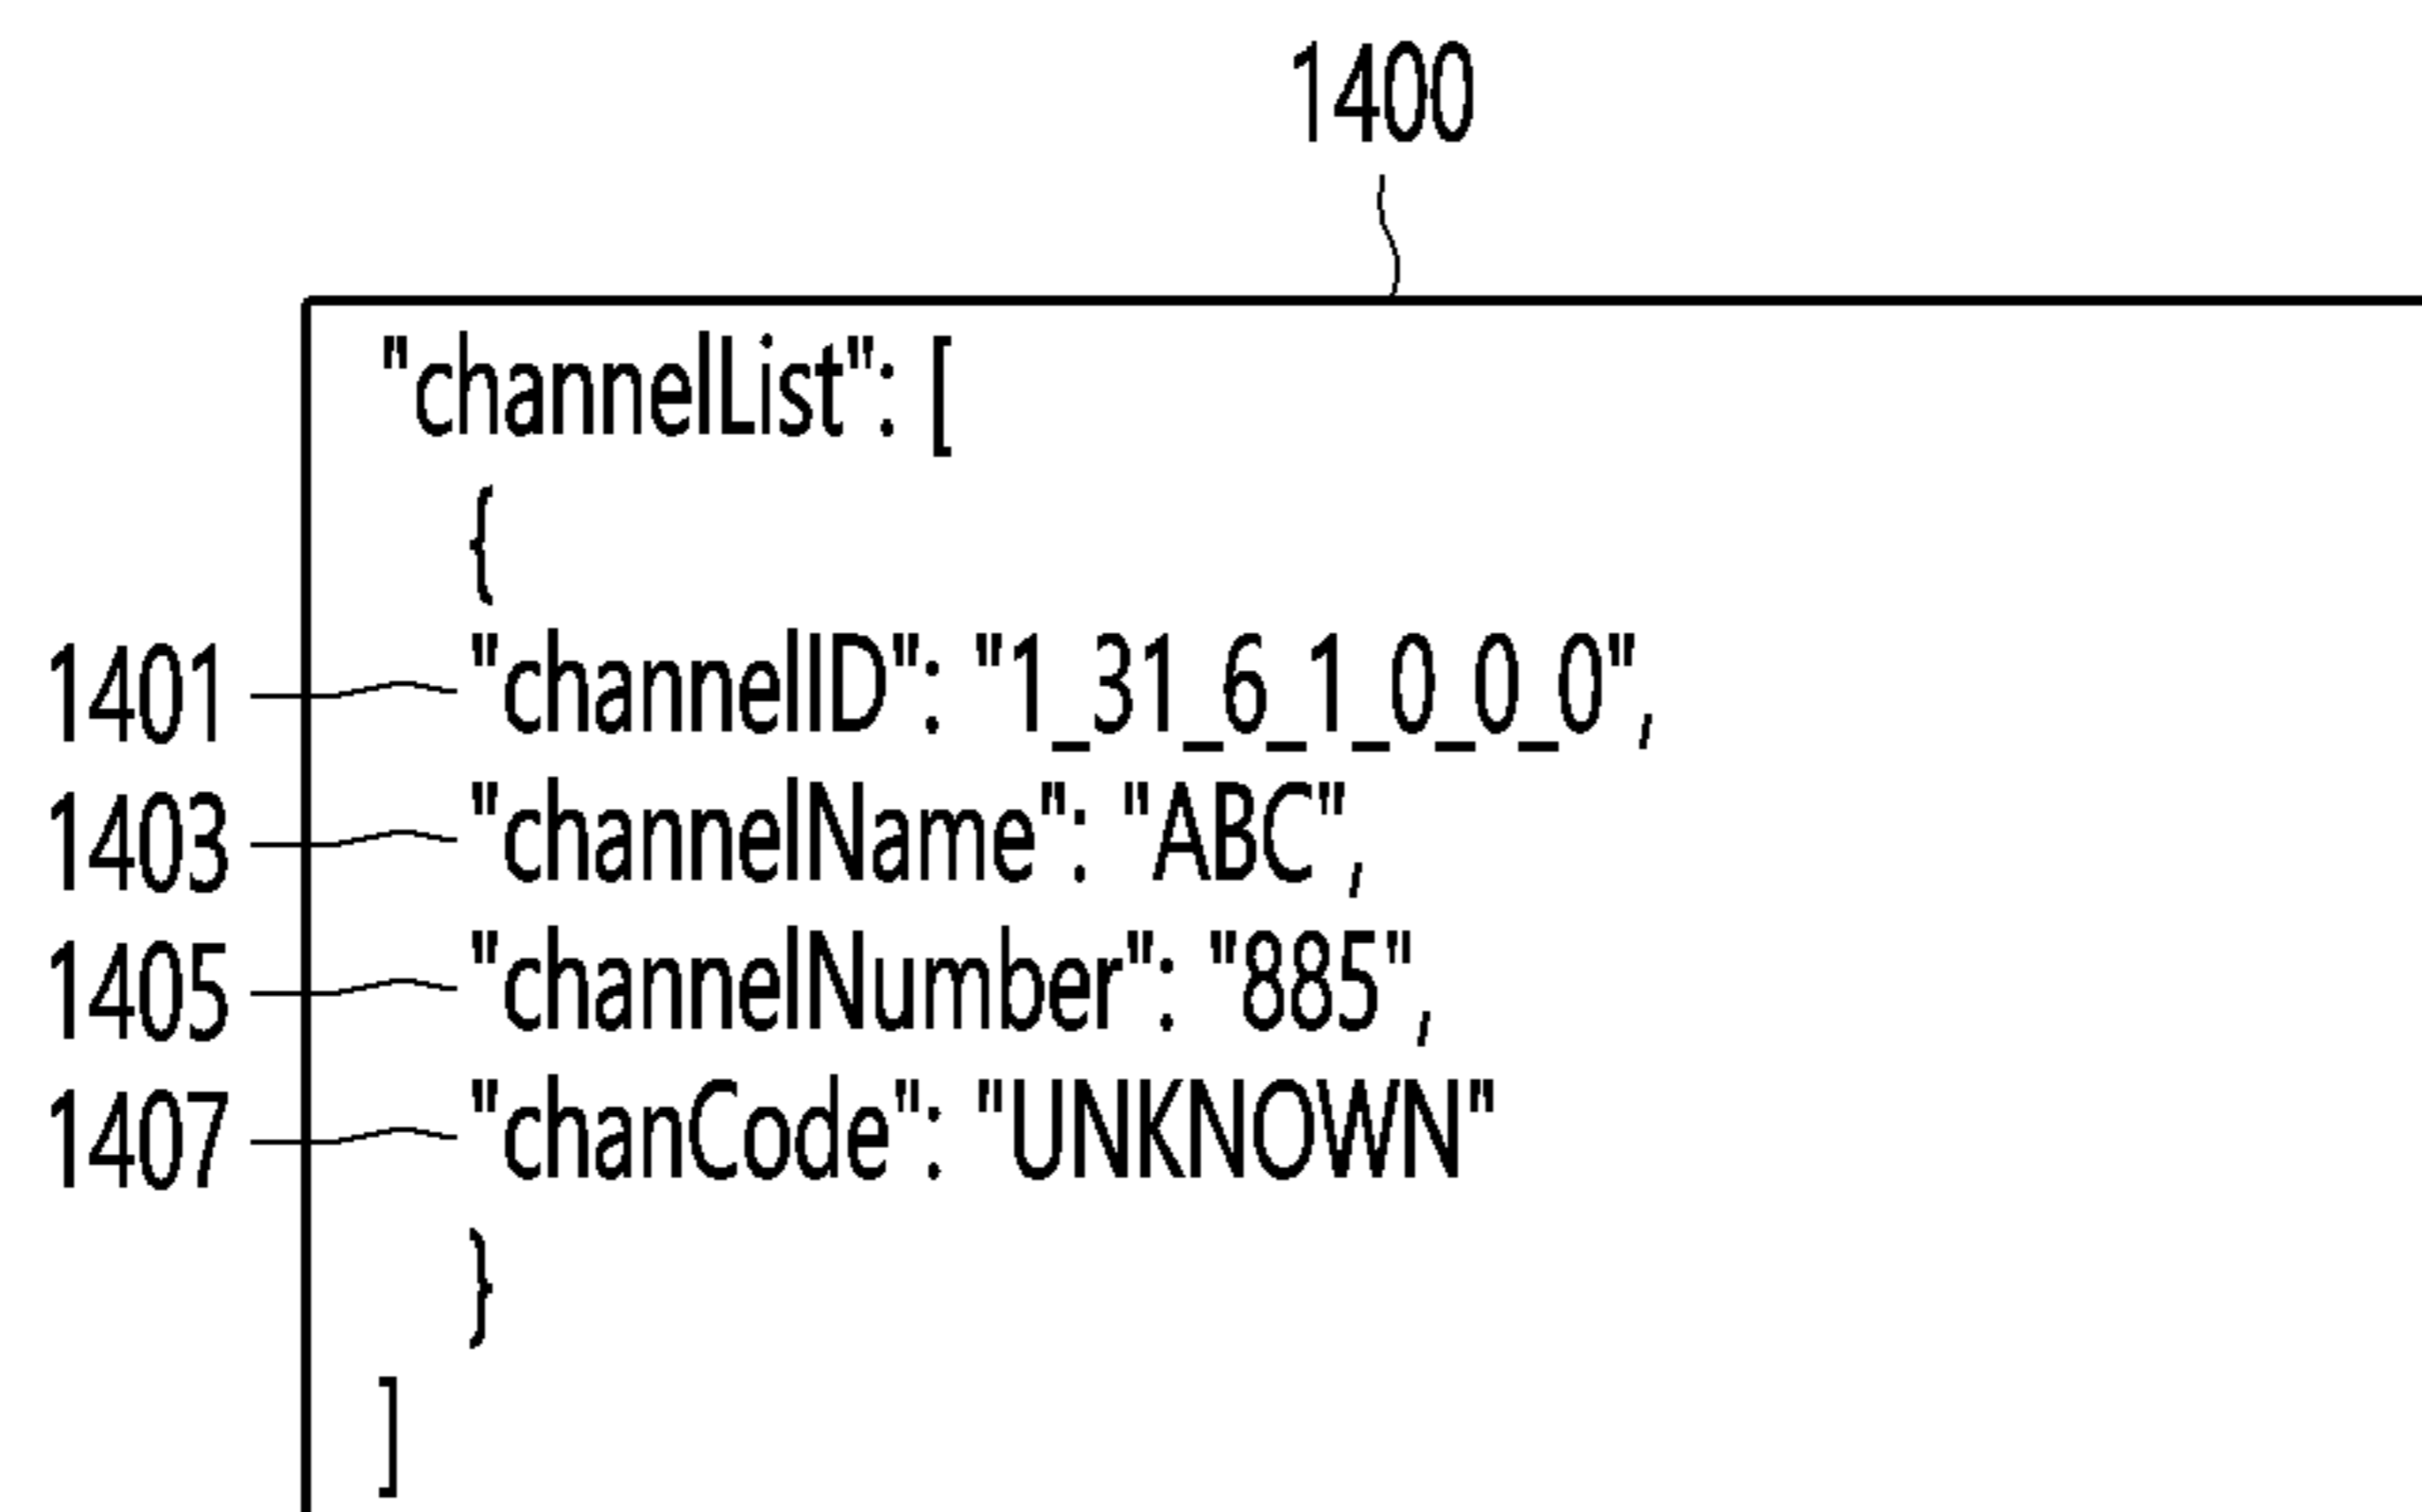 1400
"channelList": [
{
1401 "channelID": "1_31_6_1_0_0_0",
1403 "channelName": "ABC",
1405 "channelNumber": "885",
1407 "chanCode": "UNKNOWN"
}
]